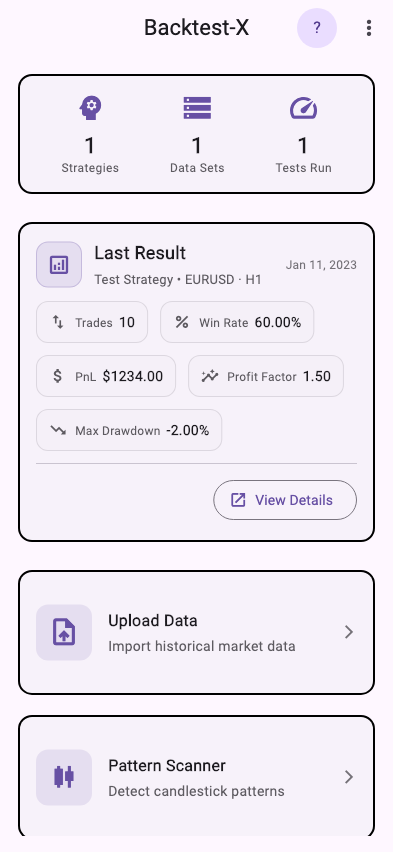 Backtest-X
?
1
1
1
Strategies
Data Sets
Tests Run
Last Result
Jan 11, 2023
Test Strategy • EURUSD · H1
Trades 10
Win Rate 60.00%
PnL $1234.00
Profit Factor 1.50
Max Drawdown -2.00%
View Details
Upload Data
Import historical market data
Pattern Scanner
Detect candlestick patterns